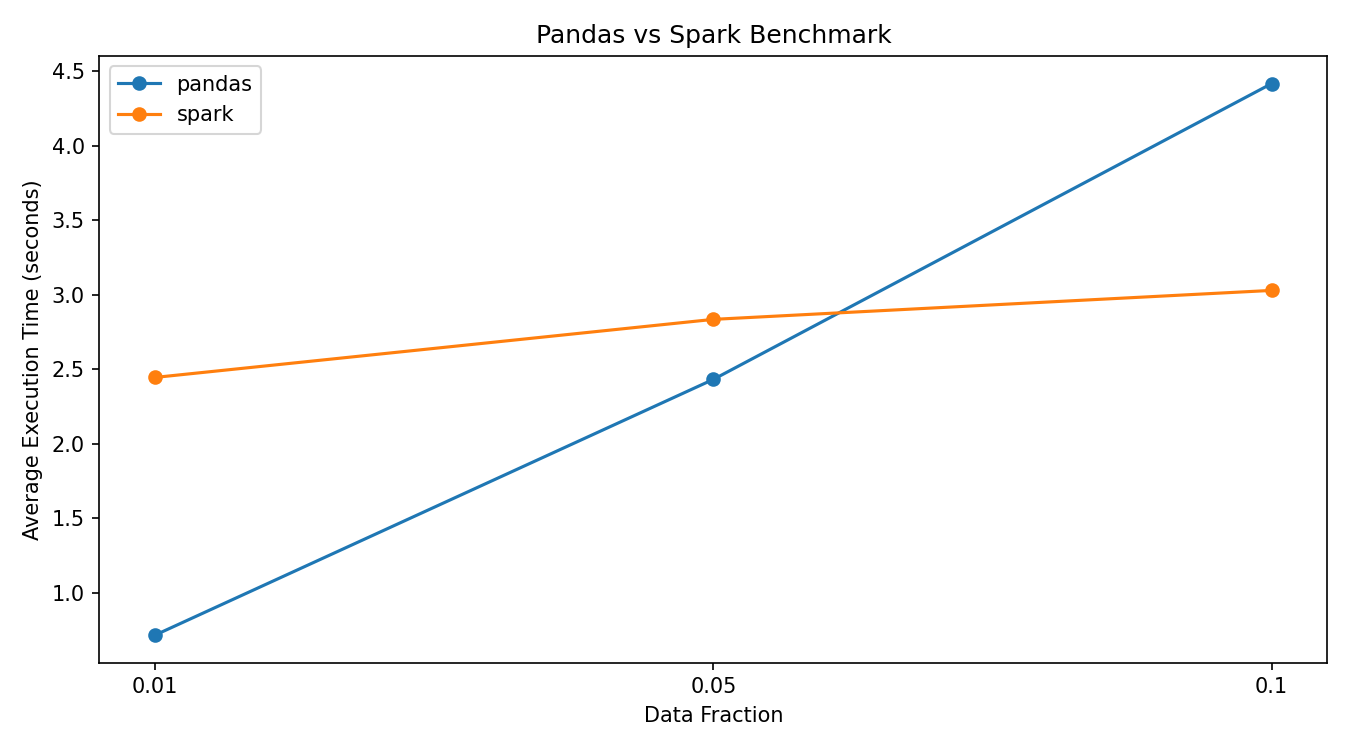 Pandas vs Spark Benchmark
pandas
spark
Average Execution Time (seconds)
4.5
4.0
3.5
3.0
2.5
2.0
1.5
1.0
0.01
0.05
0.1
Data Fraction